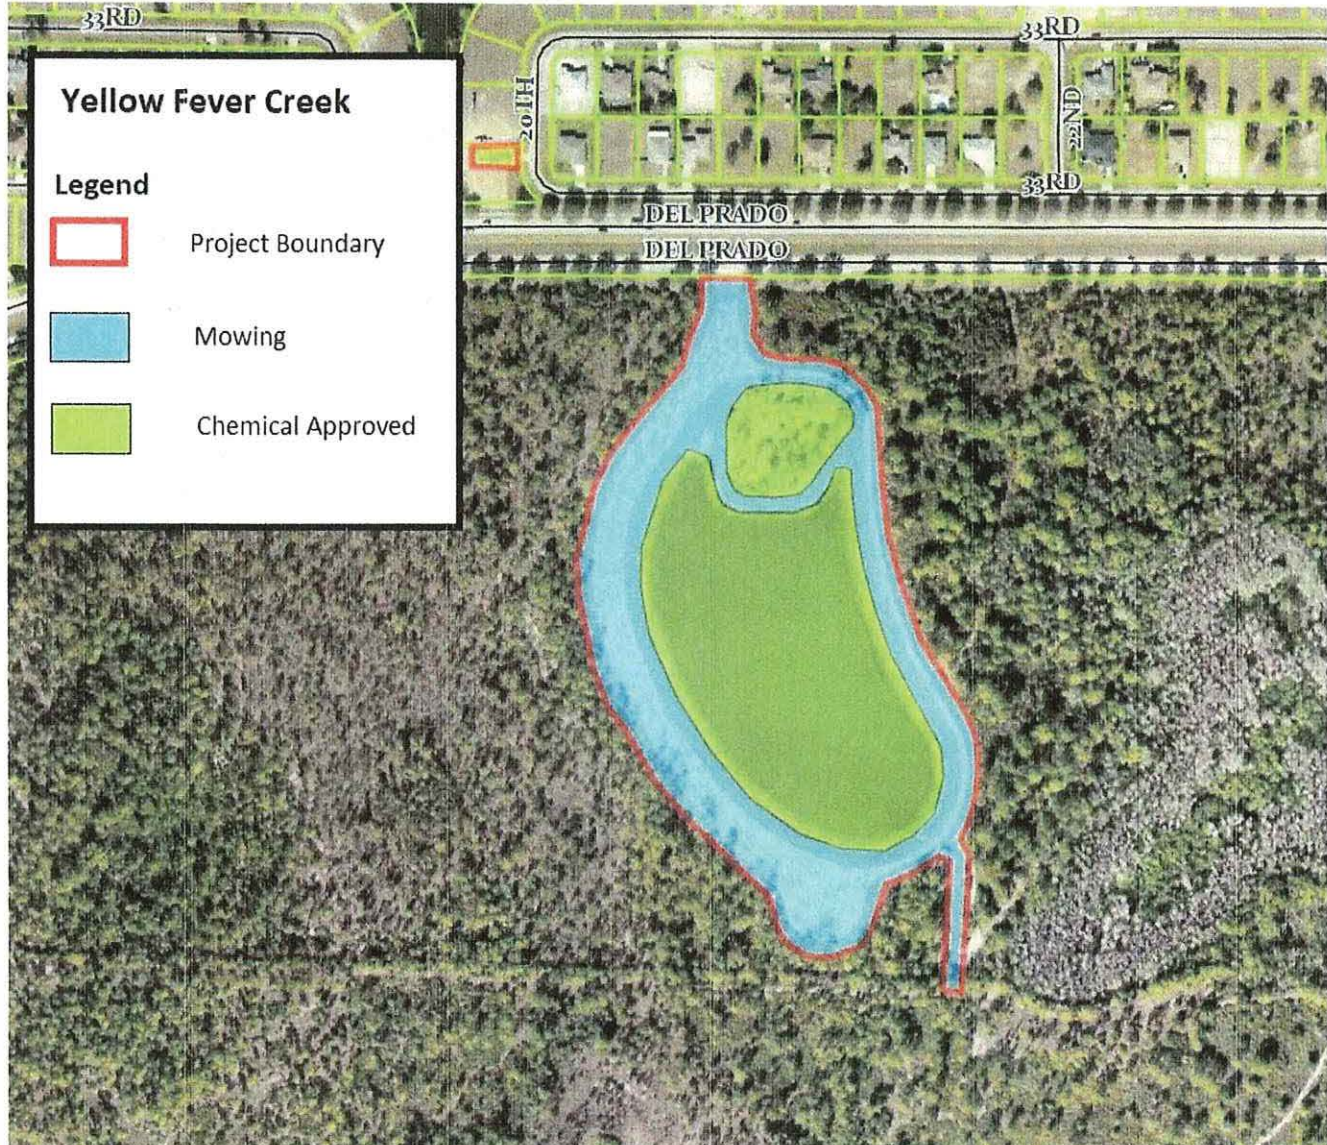 33RD
33RD
Yellow Fever Creek
20TH
22ND
Legend
33RD
DEL PRADO
Project Boundary
DEL PRADO
Mowing
Chemical Approved